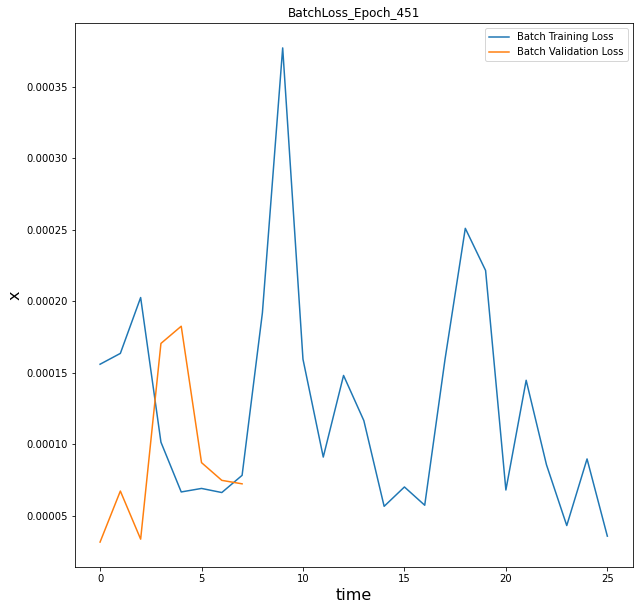 BatchLoss_Epoch_451
Batch Training Loss
Batch Validation Loss
0.00035
0.00030
0.00025
0.00020
0.00015
0.00010
0.00005
x
0 5 10 15 20 25
time